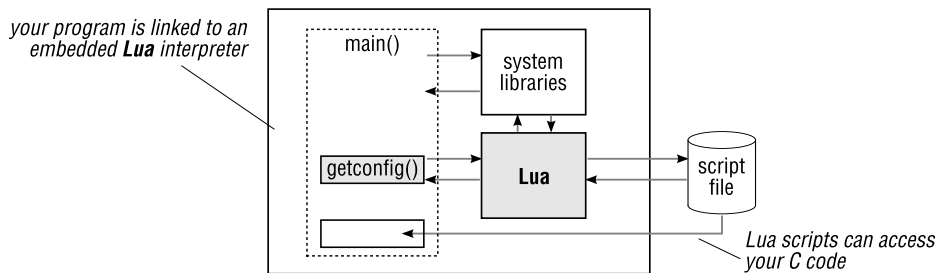 your program is linked to an
embedded Lua interpreter
main()
system
libraries
getconfig()
Lua
script
file
Lua scripts can access
your C code